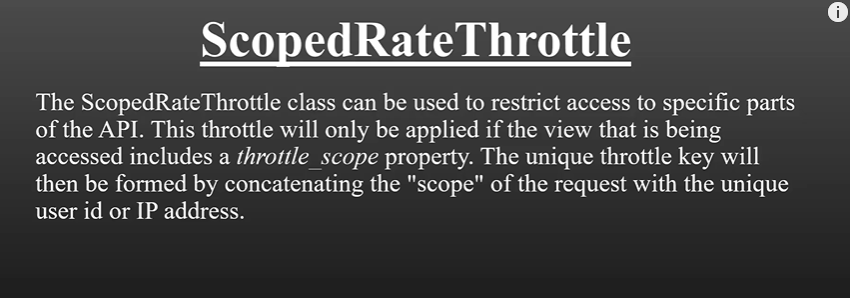 ScopedRateThrottle
The ScopedRateThrottle class can be used to restrict access to specific parts
of the API. This throttle will only be applied if the view that is being
accessed includes a throttle_scope property. The unique throttle key will
then be formed by concatenating the "scope" of the request with the unique
user id or IP address.